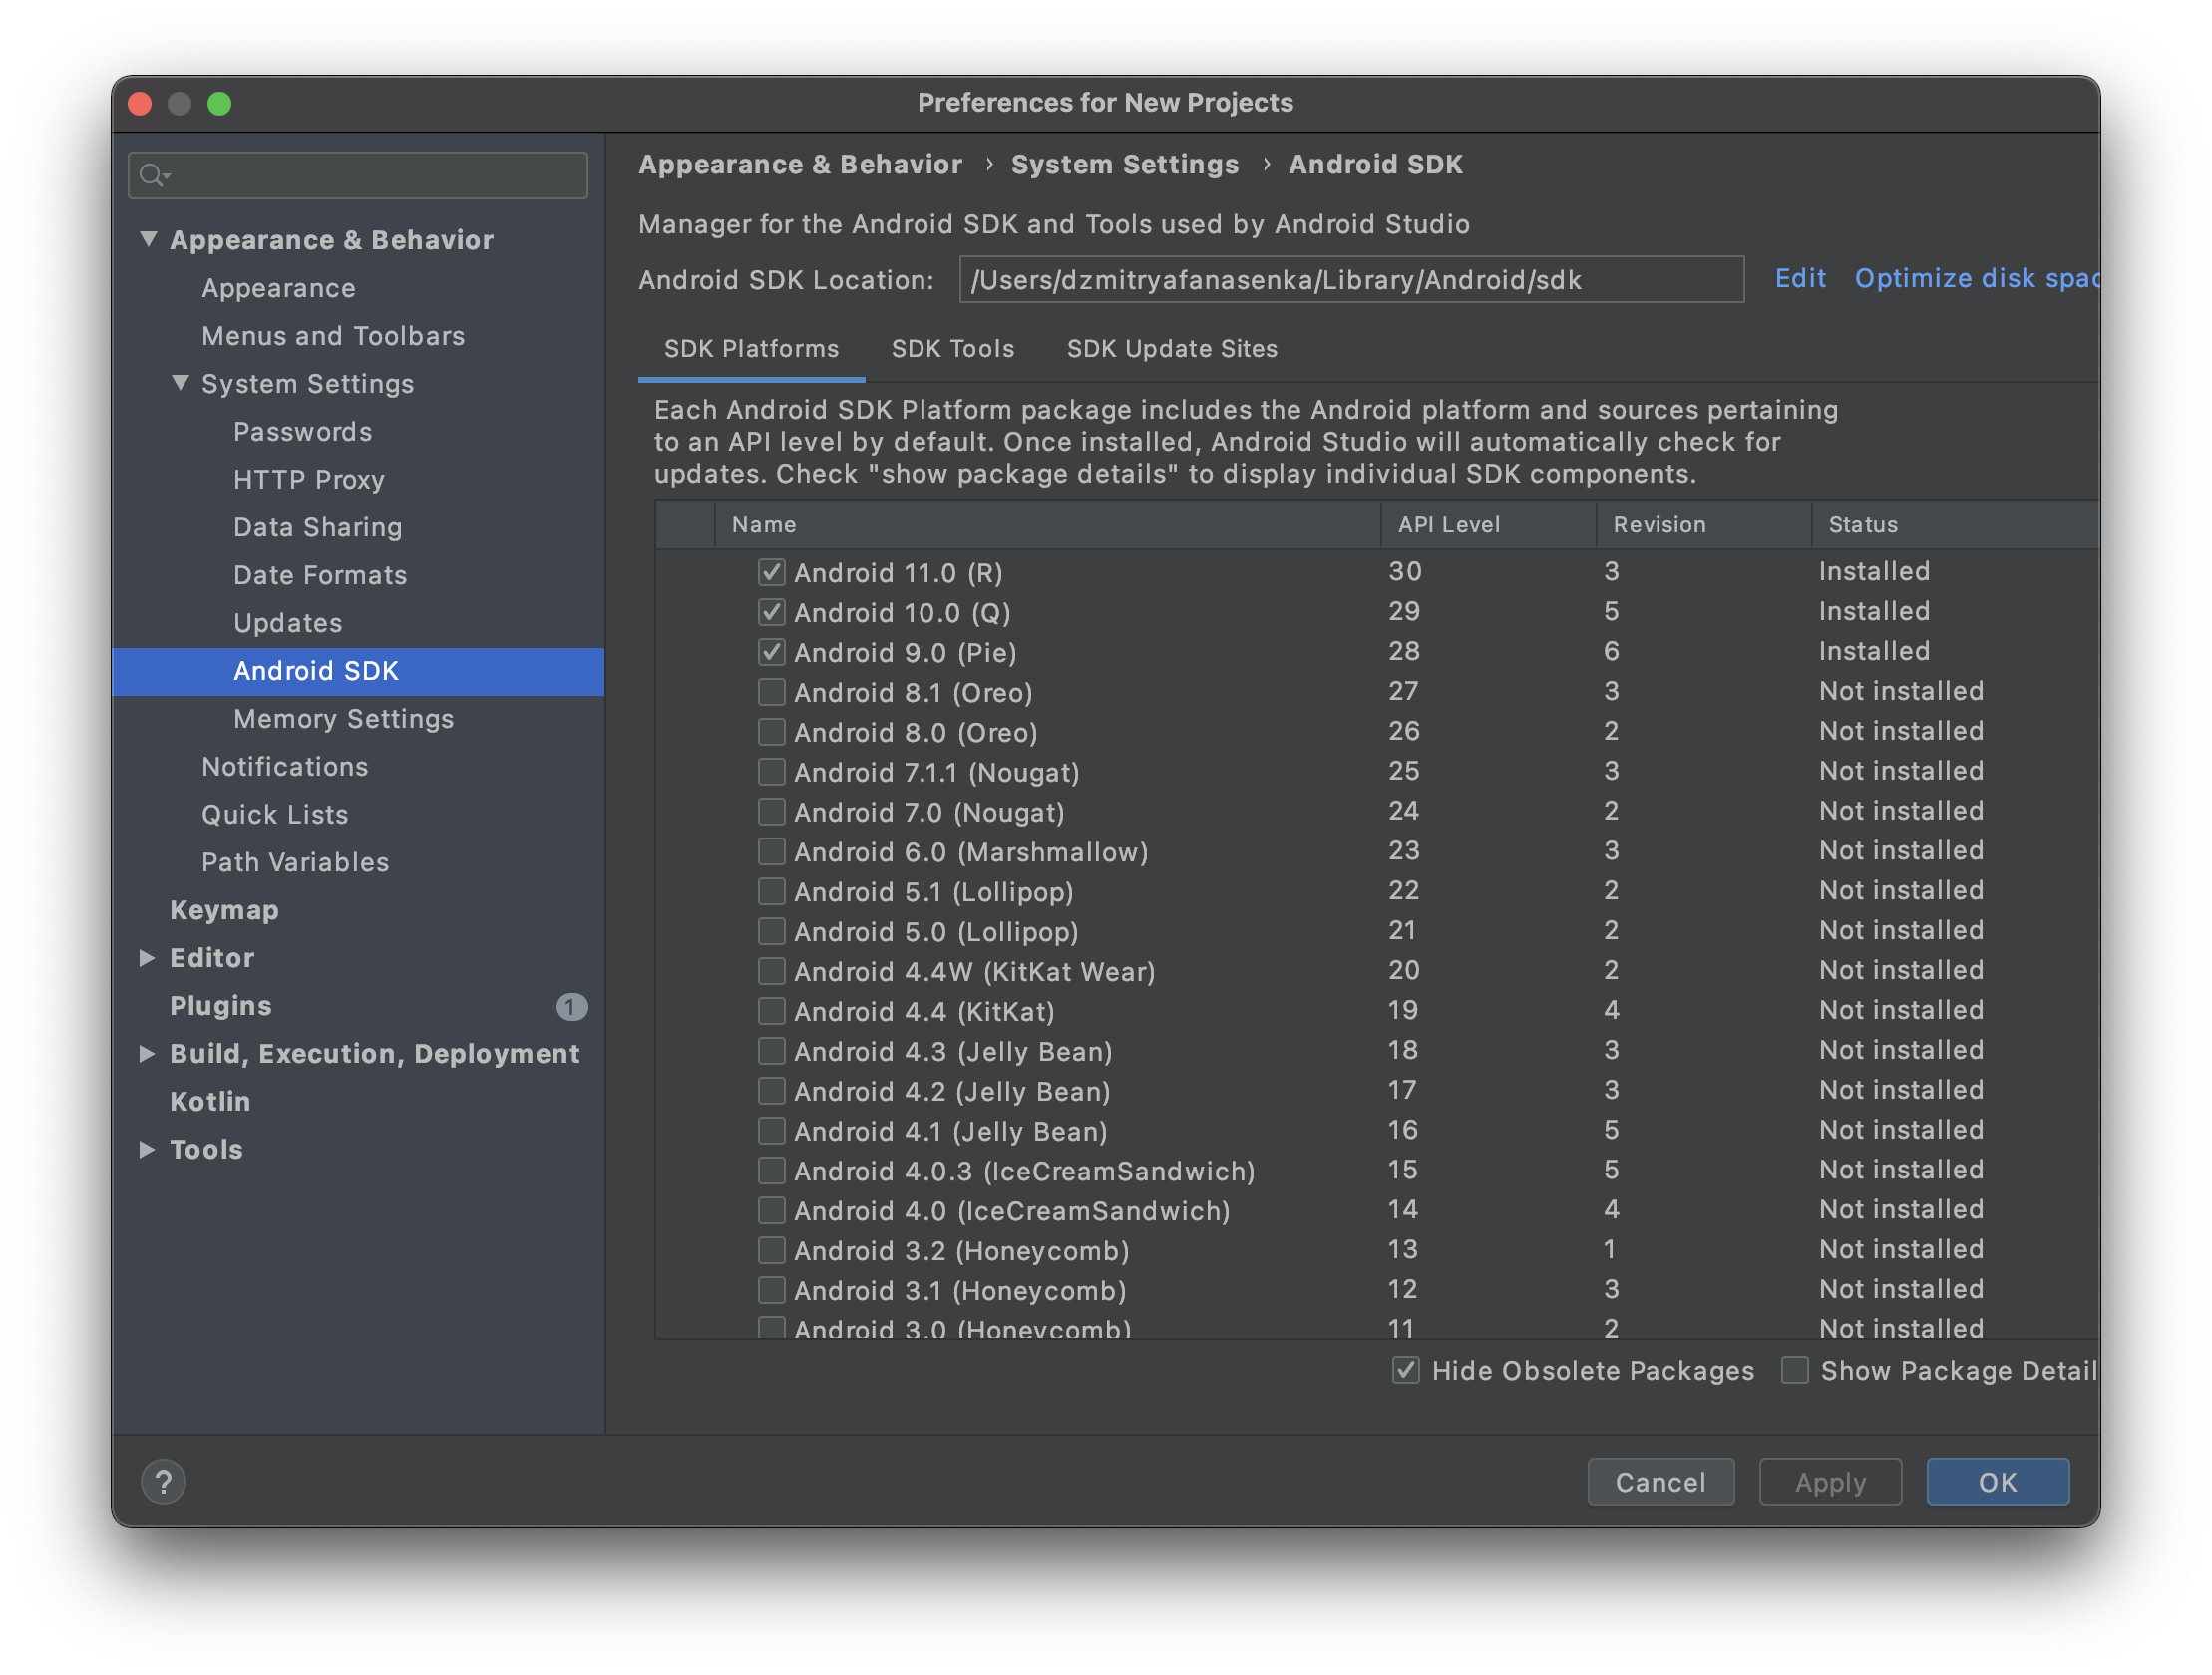 Preferences for New Projects
Appearance & Behavior
Appearance
Menus and Toolbars
System Settings
Passwords
HTTP Proxy
Data Sharing
Date Formats
Updates
Android SDK
Memory Settings
Notifications
Quick Lists
Path Variables
Keymap
Editor
Plugins 1
Build, Execution, Deployment
Kotlin
Tools
Appearance & Behavior › System Settings › Android SDK
Manager for the Android SDK and Tools used by Android Studio
Android SDK Location: /Users/dzmitryafanasenka/Library/Android/sdk Edit Optimize disk spac
SDK Platforms SDK Tools SDK Update Sites
Each Android SDK Platform package includes the Android platform and sources pertaining
to an API level by default. Once installed, Android Studio will automatically check for
updates. Check "show package details" to display individual SDK components.
Name API Level Revision Status
Android 11.0 (R) 30 3 Installed
Android 10.0 (Q) 29 5 Installed
Android 9.0 (Pie) 28 6 Installed
Android 8.1 (Oreo) 27 3 Not installed
Android 8.0 (Oreo) 26 2 Not installed
Android 7.1.1 (Nougat) 25 3 Not installed
Android 7.0 (Nougat) 24 2 Not installed
Android 6.0 (Marshmallow) 23 3 Not installed
Android 5.1 (Lollipop) 22 2 Not installed
Android 5.0 (Lollipop) 21 2 Not installed
Android 4.4W (KitKat Wear) 20 2 Not installed
Android 4.4 (KitKat) 19 4 Not installed
Android 4.3 (Jelly Bean) 18 3 Not installed
Android 4.2 (Jelly Bean) 17 3 Not installed
Android 4.1 (Jelly Bean) 16 5 Not installed
Android 4.0.3 (IceCreamSandwich) 15 5 Not installed
Android 4.0 (IceCreamSandwich) 14 4 Not installed
Android 3.2 (Honeycomb) 13 1 Not installed
Android 3.1 (Honeycomb) 12 3 Not installed
Android 3.0 (Honeycomb) 11 2 Not installed
Hide Obsolete Packages Show Package Detail
? Cancel Apply OK